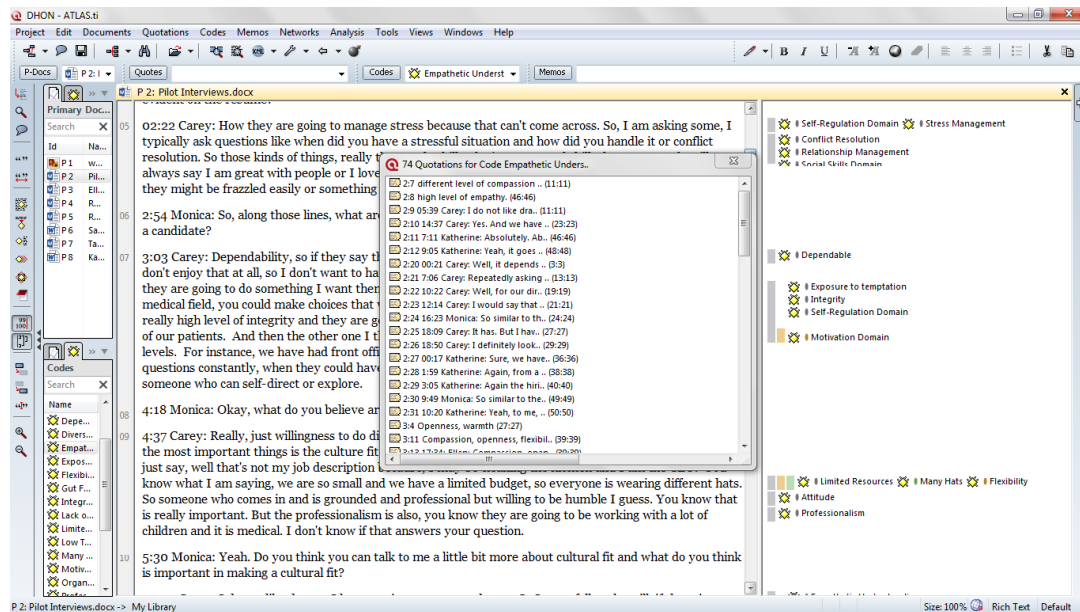 DHON - ATLAS.ti
Project Edit Documents Quotations Codes Memos Networks Analysis Tools Views Windows Help
B I U
P-Docs P 2: I Quotes Codes Empathetic Underst Memos
P 2: Pilot Interviews.docx
Primary Doc...
Search X
Id Na...
P 1 w...
P 2 Pil...
P 3 Ell...
P 4 R...
P 5 R...
P 6 Sa...
P 7 Ta...
P 8 Ka...
Codes
Search X
Name
Depe...
Divers...
Empat...
Expos...
Flexibi...
Gut F...
Integr...
Lack o...
Limite...
Low T...
Many ...
Motiv...
Organ...
05 02:22 Carey: How they are going to manage stress because that can't come across. So, I am asking some, I
typically ask questions like when did you have a stressful situation and how did you handle it or conflict
resolution. So those kinds of things, really
always say I am great with people or I love
they might be frazzled easily or something
06 2:54 Monica: So, along those lines, what are
a candidate?
07 3:03 Carey: Dependability, so if they say th
don't enjoy that at all, so I don't want to ha
they are going to do something I want then
medical field, you could make choices that
really high level of integrity and they are g
of our patients. And then the other one I t
levels. For instance, we have had front offi
questions constantly, when they could have
someone who can self-direct or explore.
08 4:18 Monica: Okay, what do you believe ar
09 4:37 Carey: Really, just willingness to do di
the most important things is the culture fit
just say, well that's not my job description
know what I am saying, we are so small and we have a limited budget, so everyone is wearing different hats.
So someone who comes in and is grounded and professional but willing to be humble I guess. You know that
is really important. But the professionalism is also, you know they are going to be working with a lot of
children and it is medical. I don't know if that answers your question.
10 5:30 Monica: Yeah. Do you think you can talk to me a little bit more about cultural fit and what do you think
is important in making a cultural fit?
74 Quotations for Code Empathetic Unders..
2:7 different level of compassion .. (11:11)
2:8 high level of empathy. (46:46)
2:9 05:39 Carey: I do not like dra.. (11:11)
2:10 14:37 Carey: Yes. And we have .. (23:23)
2:11 7:11 Katherine: Absolutely. Ab.. (46:46)
2:12 9:05 Katherine: Yeah, it goes .. (48:48)
2:20 00:21 Carey: Well, it depends .. (3:3)
2:21 7:06 Carey: Repeatedly asking .. (13:13)
2:22 10:22 Carey: Well, for our dir.. (19:19)
2:23 12:14 Carey: I would say that .. (21:21)
2:24 16:23 Monica: So similar to th.. (24:24)
2:25 18:09 Carey: It has. But I hav.. (27:27)
2:26 18:50 Carey: I definitely look.. (29:29)
2:27 00:17 Katherine: Sure, we have.. (36:36)
2:28 1:59 Katherine: Again, from a .. (38:38)
2:29 3:05 Katherine: Again the hiri.. (40:40)
2:30 9:49 Monica: So similar to the.. (49:49)
2:31 10:20 Katherine: Yeah, to me, .. (50:50)
3:4 Openness, warmth (27:27)
3:11 Compassion, openness, flexibil.. (39:39)
Self-Regulation Domain Stress Management
Conflict Resolution
Relationship Management
Social Skills Domain
Dependable
Exposure to temptation
Integrity
Self-Regulation Domain
Motivation Domain
Limited Resources Many Hats Flexibility
Attitude
Professionalism
P 2: Pilot Interviews.docx -> My Library
Size: 100% Rich Text Default